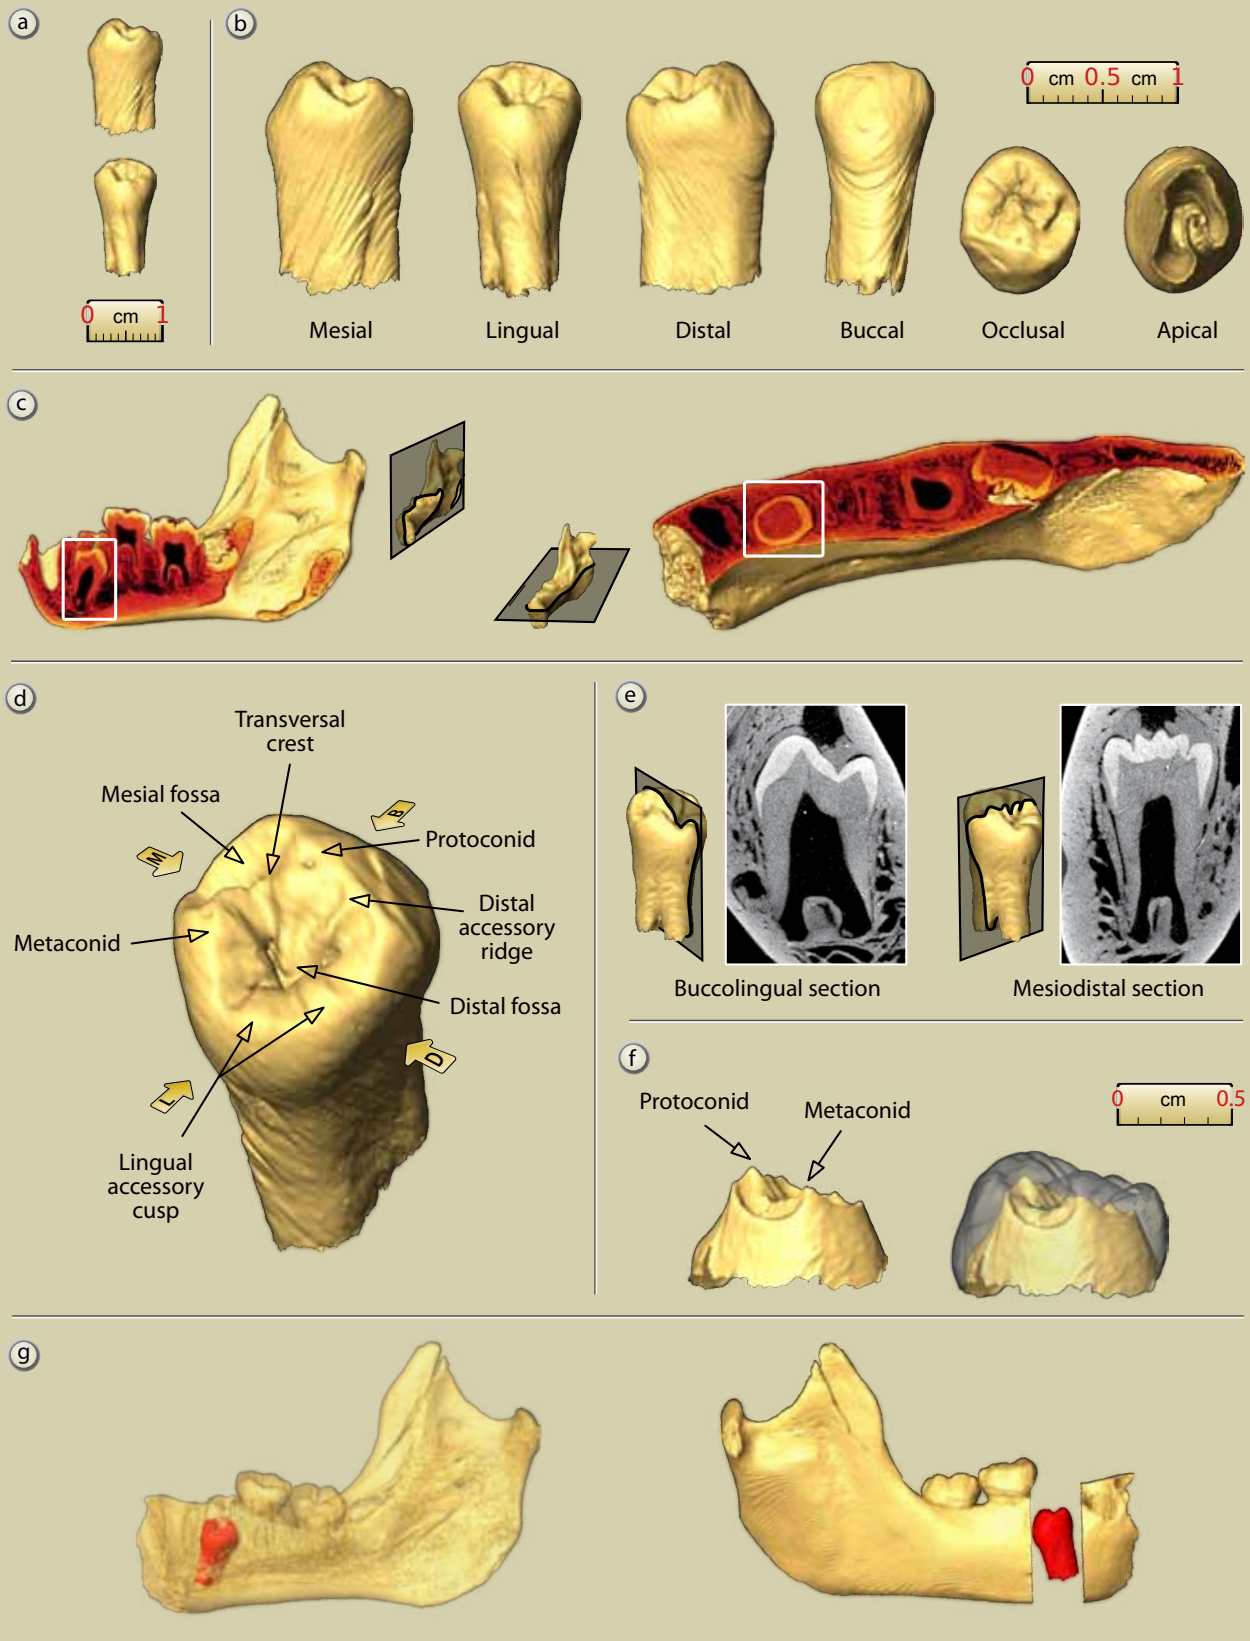 a
0 cm 1
b
0 cm 0.5 cm 1
Mesial
Lingual
Distal
Buccal
Occlusal
Apical
c
d
Transversal
crest
Mesial fossa
B
Protoconid
M
Distal
accessory
ridge
Metaconid
Distal fossa
D
L
Lingual
accessory
cusp
e
Buccolingual section
Mesiodistal section
f
Protoconid
Metaconid
0 cm 0.5
g